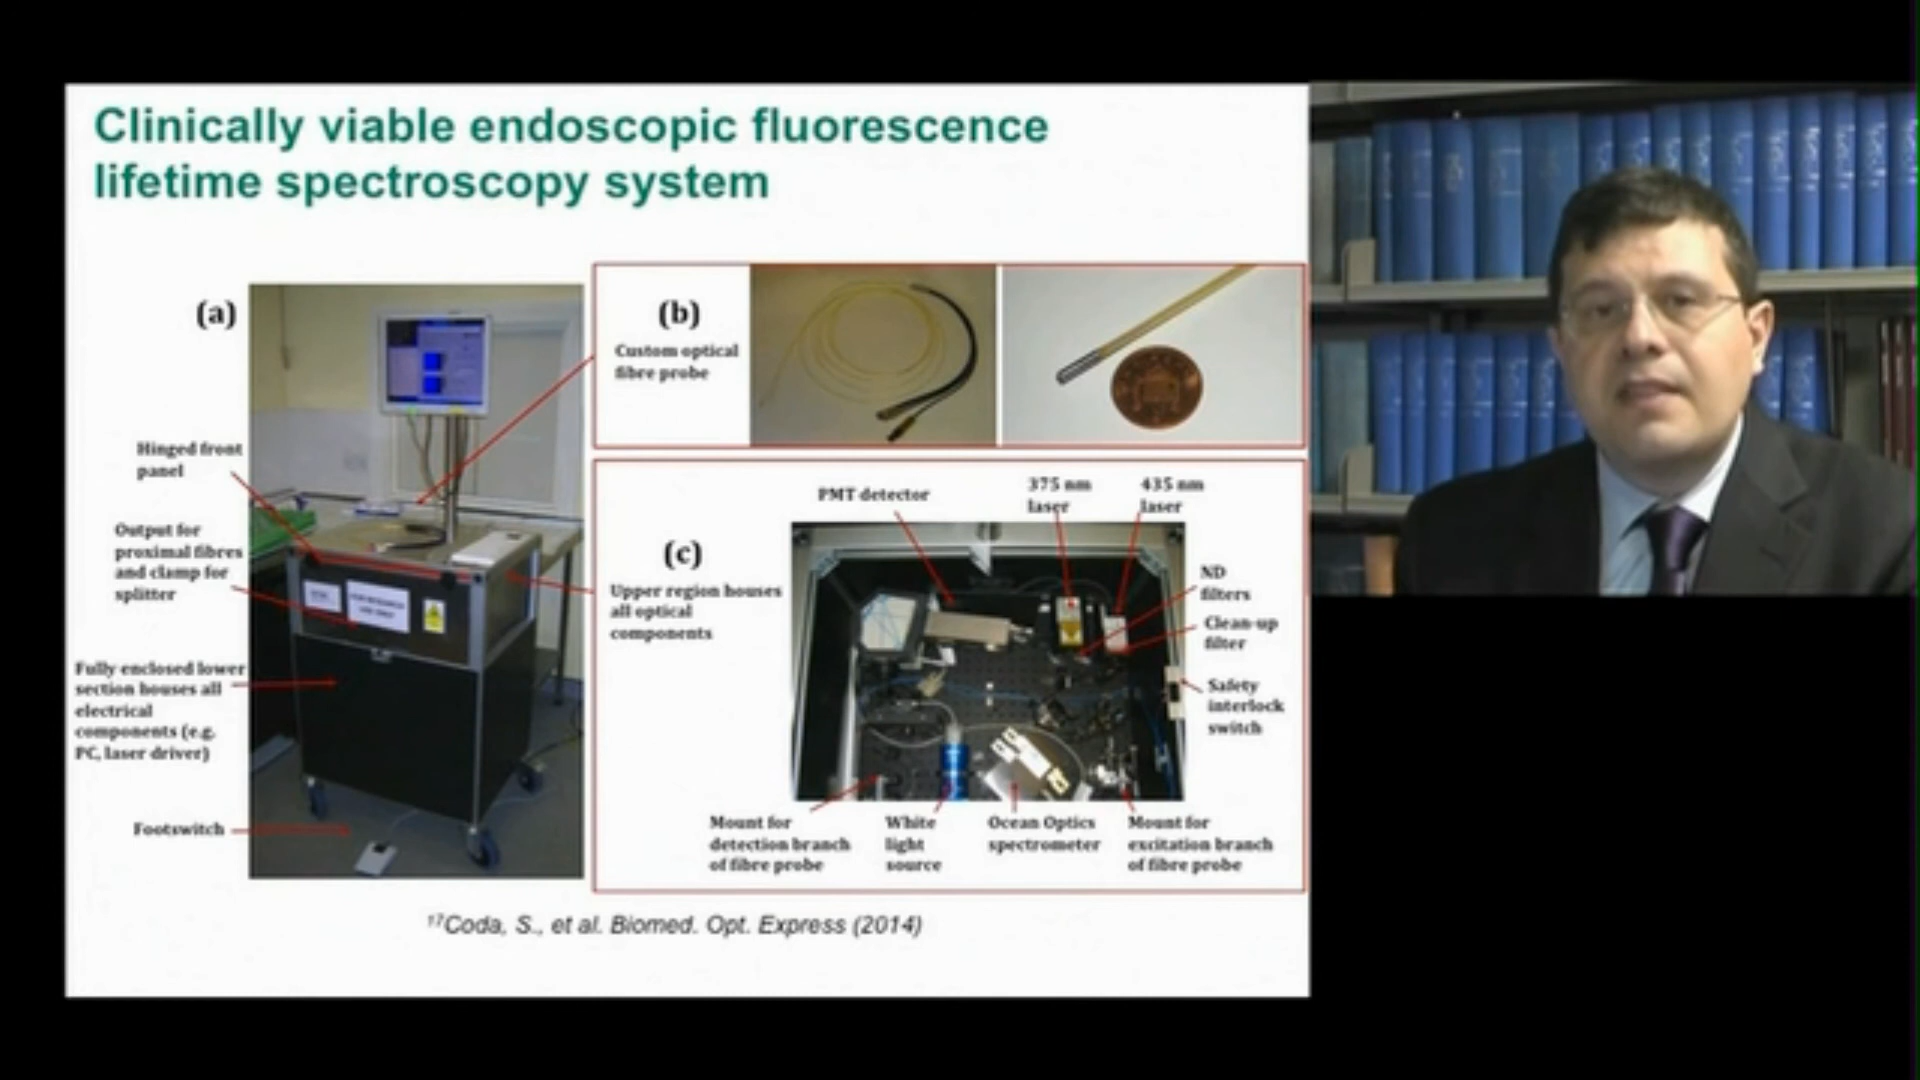 Clinically viable endoscopic fluorescence
lifetime spectroscopy system
(a)
Hinged front
panel
Output for
proximal fibres
and clamp for
splitter
Fully enclosed lower
section houses all
electrical
components (e.g.
PC, laser driver)
Footswitch
(b)
Custom optical
fibre probe
(c)
Upper region houses
all optical
components
PMT detector
375 nm
laser
435 nm
laser
ND
filters
Clean-up
filter
Safety
interlock
switch
Mount for
detection branch
of fibre probe
White
light
source
Ocean Optics
spectrometer
Mount for
excitation branch
of fibre probe
¹⁷Coda, S., et al. Biomed. Opt. Express (2014)